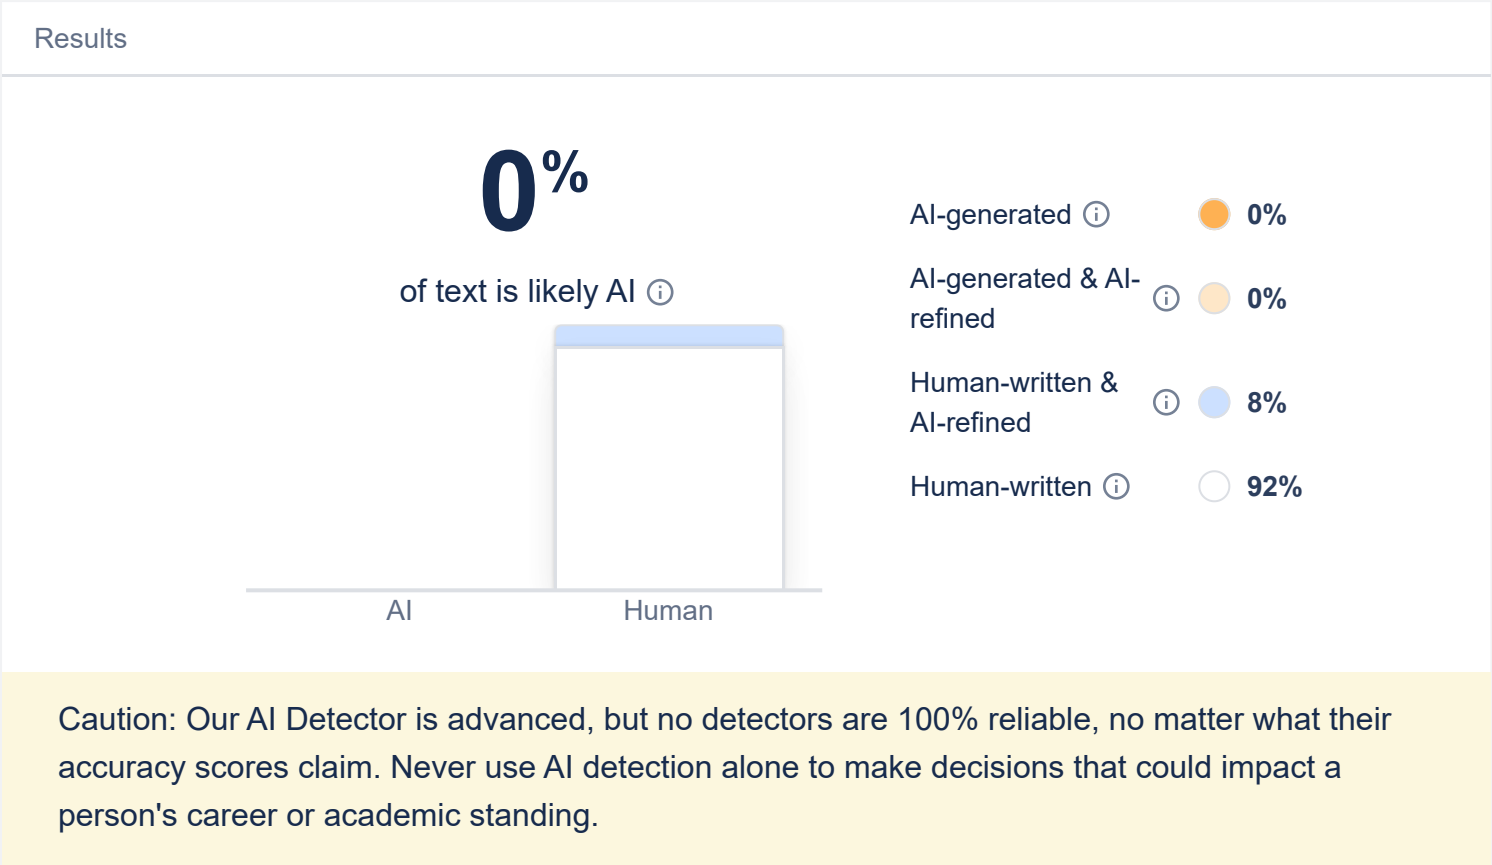 Results
0%
of text is likely AI
AI
Human
AI-generated
0%
AI-generated & AI-
refined
0%
Human-written &
AI-refined
8%
Human-written
92%
Caution: Our AI Detector is advanced, but no detectors are 100% reliable, no matter what their
accuracy scores claim. Never use AI detection alone to make decisions that could impact a
person's career or academic standing.